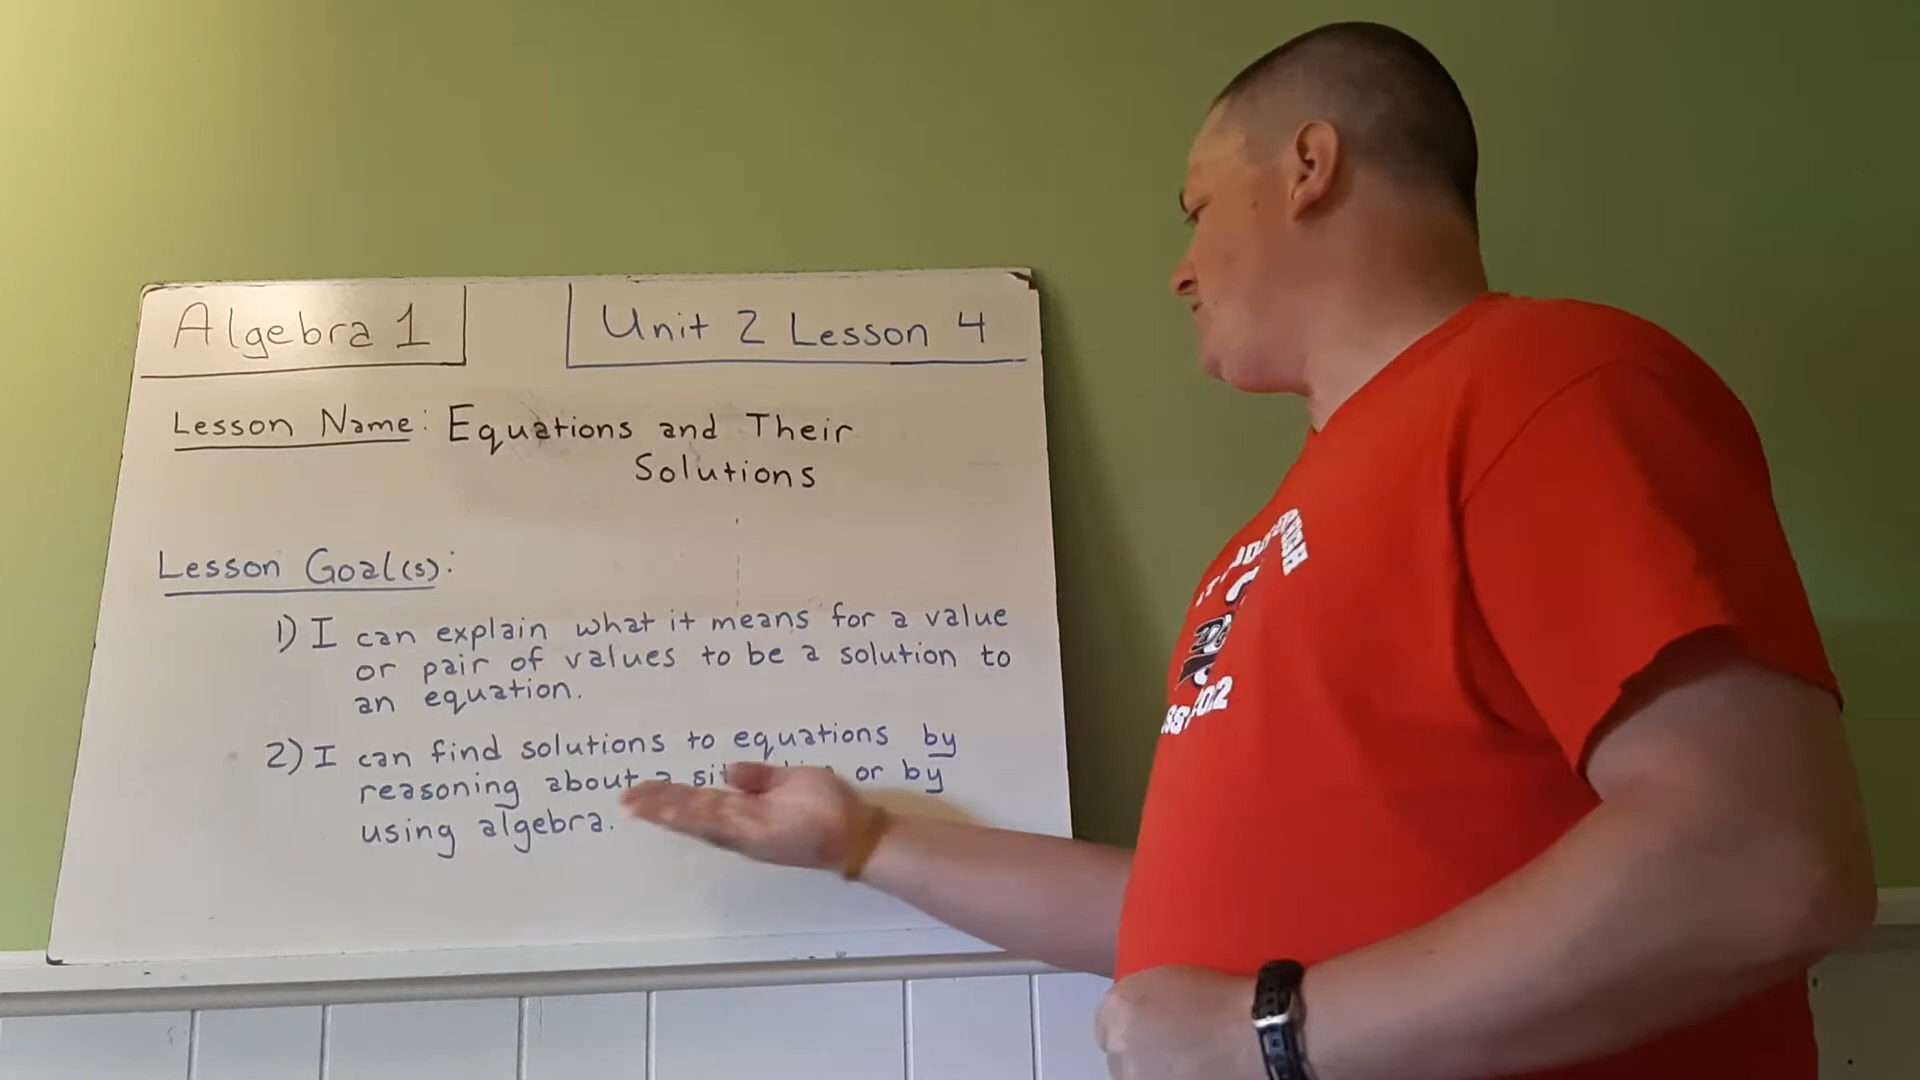 Algebra 1
Unit 2 Lesson 4
Lesson Name: Equations and Their
Solutions
Lesson Goal(s):
1) I can explain what it means for a value
or pair of values to be a solution to
an equation.
2) I can find solutions to equations by
reasoning about a or by
using algebra.